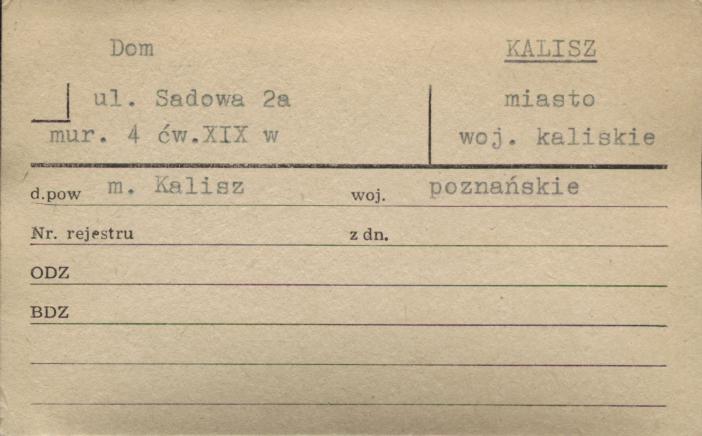 Dom KALISZ
ul. Sadowa 2a miasto
mur. 4 ćw.XIX w woj. kaliskie
d.pow m. Kalisz woj. poznańskie
Nr. rejestru z dn.
ODZ
BDZ